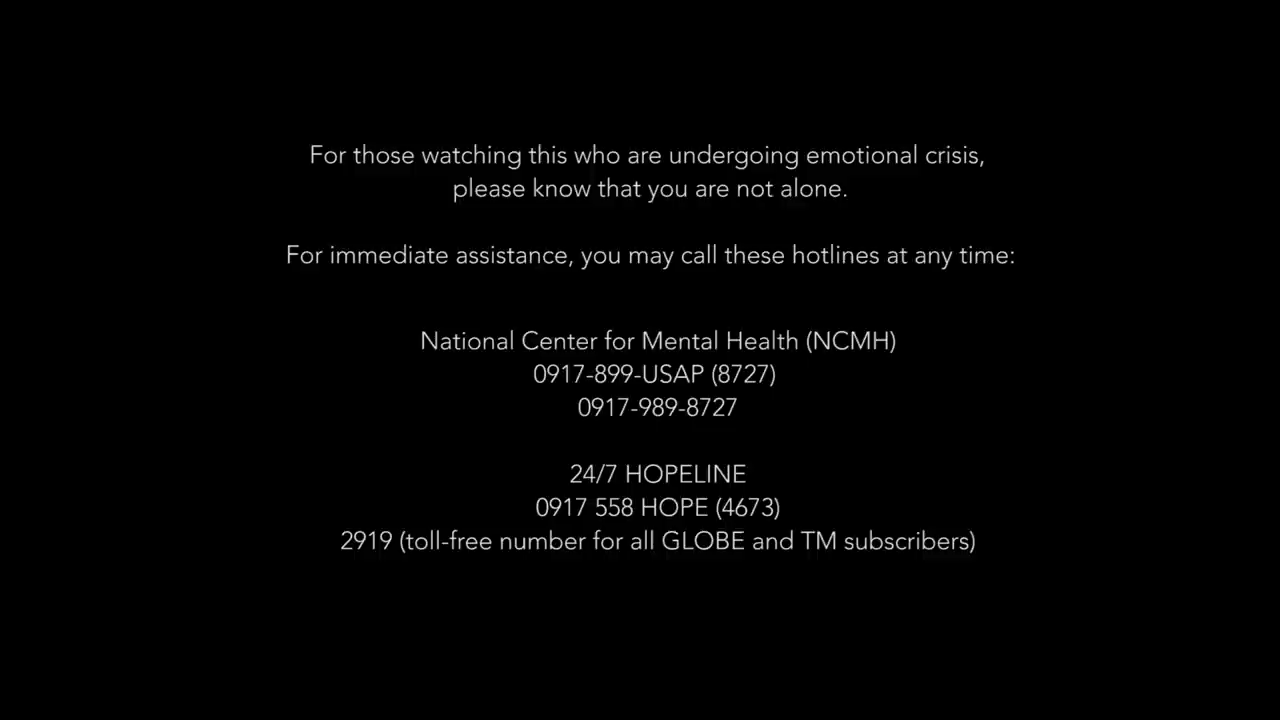 For those watching this who are undergoing emotional crisis,
please know that you are not alone.
For immediate assistance, you may call these hotlines at any time:
National Center for Mental Health (NCMH)
0917-899-USAP (8727)
0917-989-8727
24/7 HOPELINE
0917 558 HOPE (4673)
2919 (toll-free number for all GLOBE and TM subscribers)